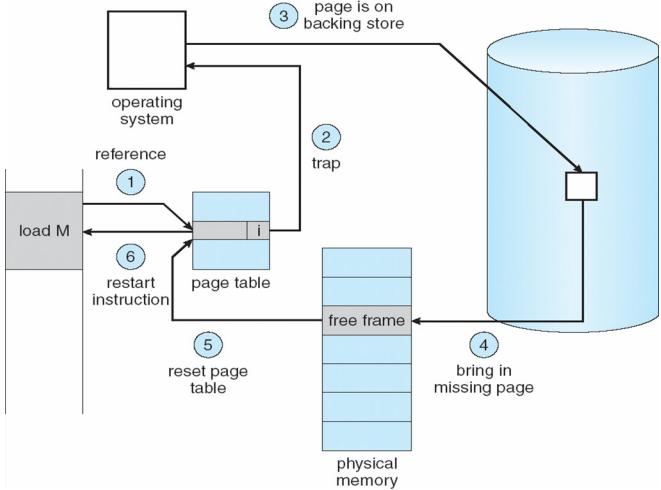 3
page is on
backing store
operating
system
2
trap
reference
1
load M
i
6
restart
instruction
page table
free frame
5
reset page
table
4
bring in
missing page
physical
memory